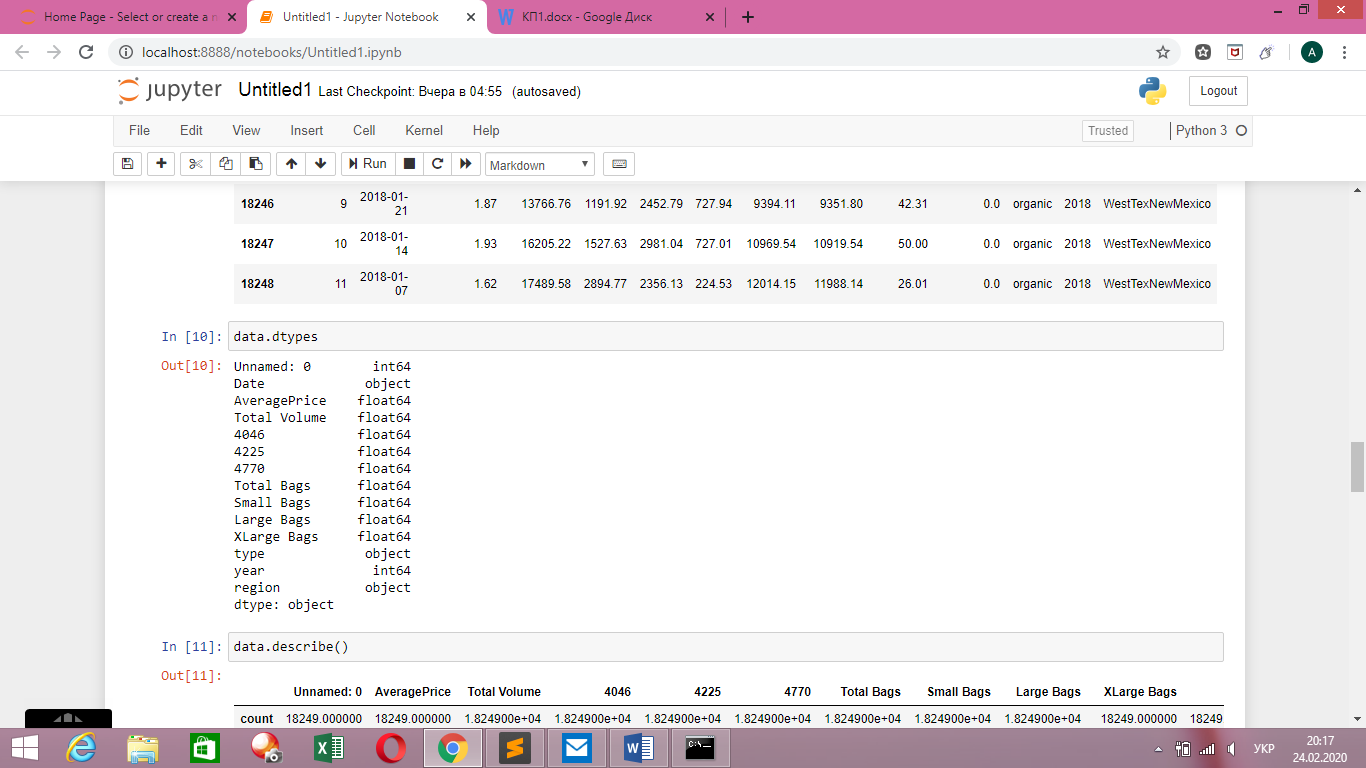 Home Page - Select or create a n
Untitled1 - Jupyter Notebook
КП1.docx - Google Диск
localhost:8888/notebooks/Untitled1.ipynb
A
jupyter Untitled1 Last Checkpoint: Вчера в 04:55 (autosaved)
Logout
File Edit View Insert Cell Kernel Help
Trusted
Python 3
Run
Markdown
18246 9 2018-01-21 1.87 13766.76 1191.92 2452.79 727.94 9394.11 9351.80 42.31 0.0 organic 2018 WestTexNewMexico
18247 10 2018-01-14 1.93 16205.22 1527.63 2981.04 727.01 10969.54 10919.54 50.00 0.0 organic 2018 WestTexNewMexico
18248 11 2018-01-07 1.62 17489.58 2894.77 2356.13 224.53 12014.15 11988.14 26.01 0.0 organic 2018 WestTexNewMexico
In [10]: data.dtypes
Out[10]: Unnamed: 0 int64
Date object
AveragePrice float64
Total Volume float64
4046 float64
4225 float64
4770 float64
Total Bags float64
Small Bags float64
Large Bags float64
XLarge Bags float64
type object
year int64
region object
dtype: object
In [11]: data.describe()
Out[11]:
Unnamed: 0 AveragePrice Total Volume 4046 4225 4770 Total Bags Small Bags Large Bags XLarge Bags
count 18249.000000 18249.000000 1.824900e+04 1.824900e+04 1.824900e+04 1.824900e+04 1.824900e+04 1.824900e+04 1.824900e+04 18249.000000 18249
УКР
20:17
24.02.2020